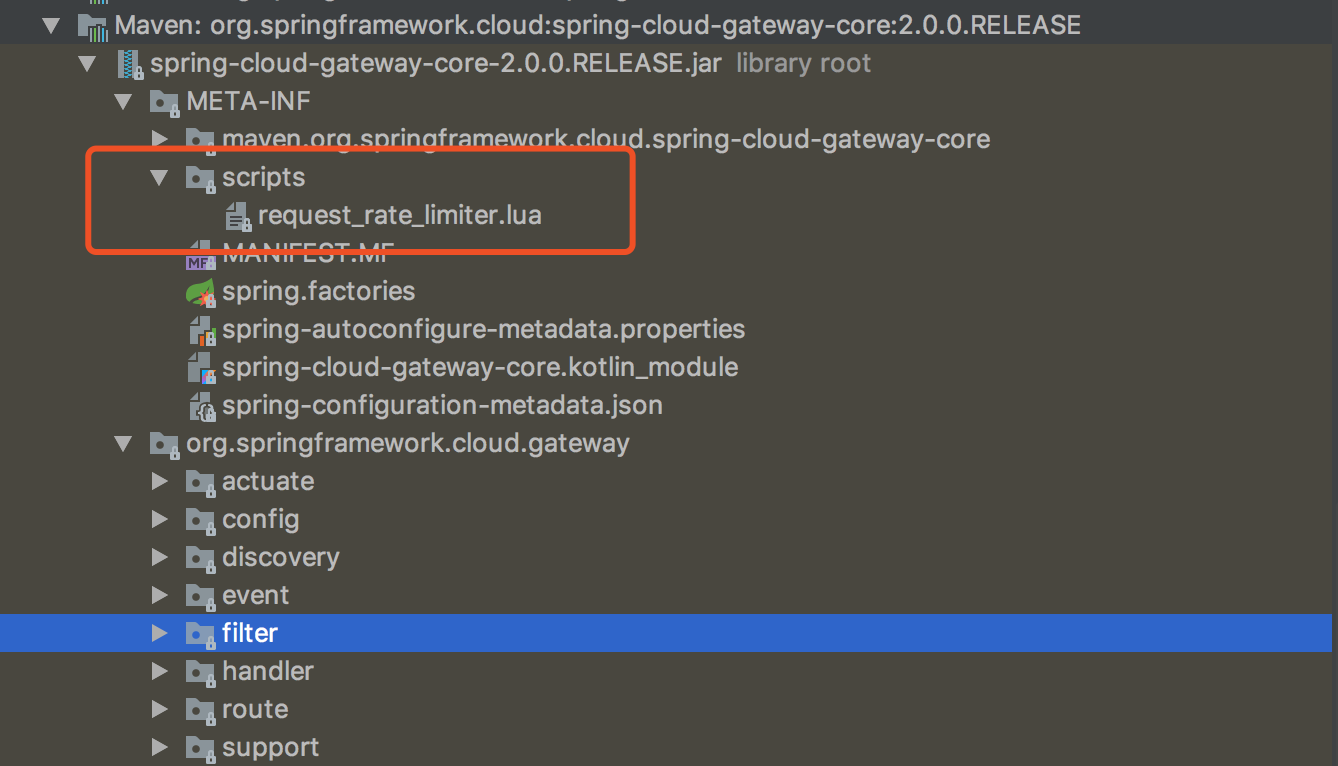 Maven: org.springframework.cloud:spring-cloud-gateway-core:2.0.0.RELEASE
spring-cloud-gateway-core-2.0.0.RELEASE.jar library root
META-INF
maven.org.springframework.cloud.spring-cloud-gateway-core
scripts
request_rate_limiter.lua
MANIFEST.MF
spring.factories
spring-autoconfigure-metadata.properties
spring-cloud-gateway-core.kotlin_module
spring-configuration-metadata.json
org.springframework.cloud.gateway
actuate
config
discovery
event
filter
handler
route
support